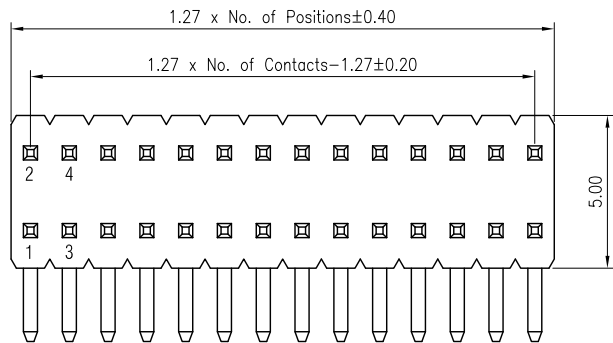 1.27 x No. of Positions±0.40
1.27 x No. of Contacts-1.27±0.20
2 4
5.00
1 3